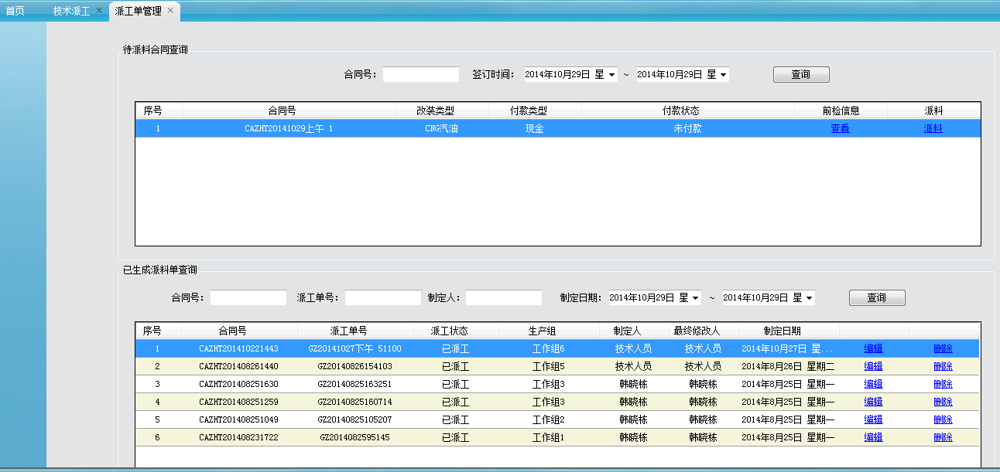 首页 技术派工 × 派工单管理 ×
待派料合同查询
合同号： 签订时间： 2014年10月29日 星 ~ 2014年10月29日 星 查询
序号 合同号 改装类型 付款类型 付款状态 前检信息 派料
1 CAZHT20141029上午 1 CNG汽油 现金 未付款 查看 派料
已生成派料单查询
合同号： 派工单号： 制定人： 制定日期： 2014年10月29日 星 ~ 2014年10月29日 星 查询
序号 合同号 派工单号 派工状态 生产组 制定人 最终修改人 制定日期
1 CAZHT201410221443 GZ20141027下午 51100 已派工 工作组6 技术人员 技术人员 2014年10月27日 星... 编辑 删除
2 CAZHT201408261440 GZ20140826154103 已派工 工作组5 技术人员 技术人员 2014年8月26日 星期二 编辑 删除
3 CAZHT201408251630 GZ20140825163251 已派工 工作组3 韩晓栋 韩晓栋 2014年8月25日 星期一 编辑 删除
4 CAZHT201408251259 GZ20140825160714 已派工 工作组3 韩晓栋 韩晓栋 2014年8月25日 星期一 编辑 删除
5 CAZHT201408251049 GZ20140825105207 已派工 工作组2 韩晓栋 韩晓栋 2014年8月25日 星期一 编辑 删除
6 CAZHT201408231722 GZ2014082595145 已派工 工作组1 韩晓栋 韩晓栋 2014年8月25日 星期一 编辑 删除